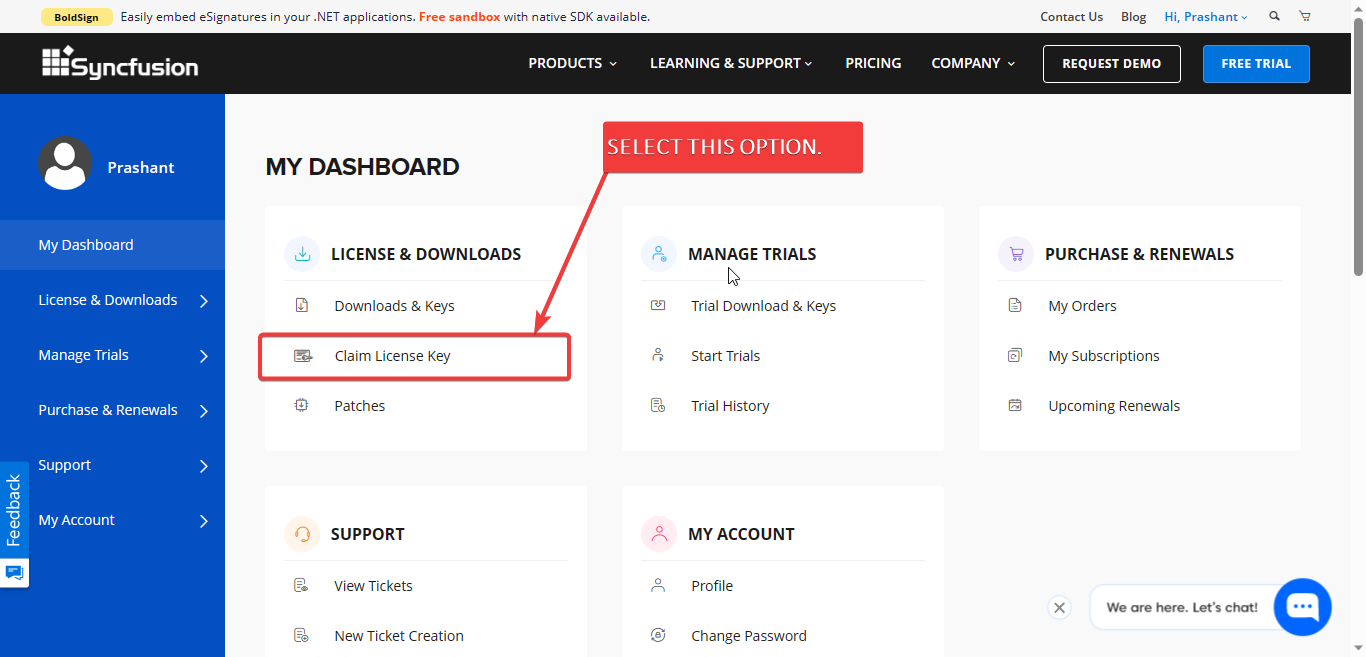 BoldSign Easily embed eSignatures in your .NET applications. Free sandbox with native SDK available.
Contact Us Blog Hi, Prashant
Syncfusion PRODUCTS LEARNING & SUPPORT PRICING COMPANY REQUEST DEMO FREE TRIAL
Prashant
My Dashboard
License & Downloads
Manage Trials
Purchase & Renewals
Support
My Account
Feedback
SELECT THIS OPTION.
MY DASHBOARD
LICENSE & DOWNLOADS
Downloads & Keys
Claim License Key
Patches
MANAGE TRIALS
Trial Download & Keys
Start Trials
Trial History
PURCHASE & RENEWALS
My Orders
My Subscriptions
Upcoming Renewals
SUPPORT
View Tickets
New Ticket Creation
MY ACCOUNT
Profile
Change Password
We are here. Let's chat!